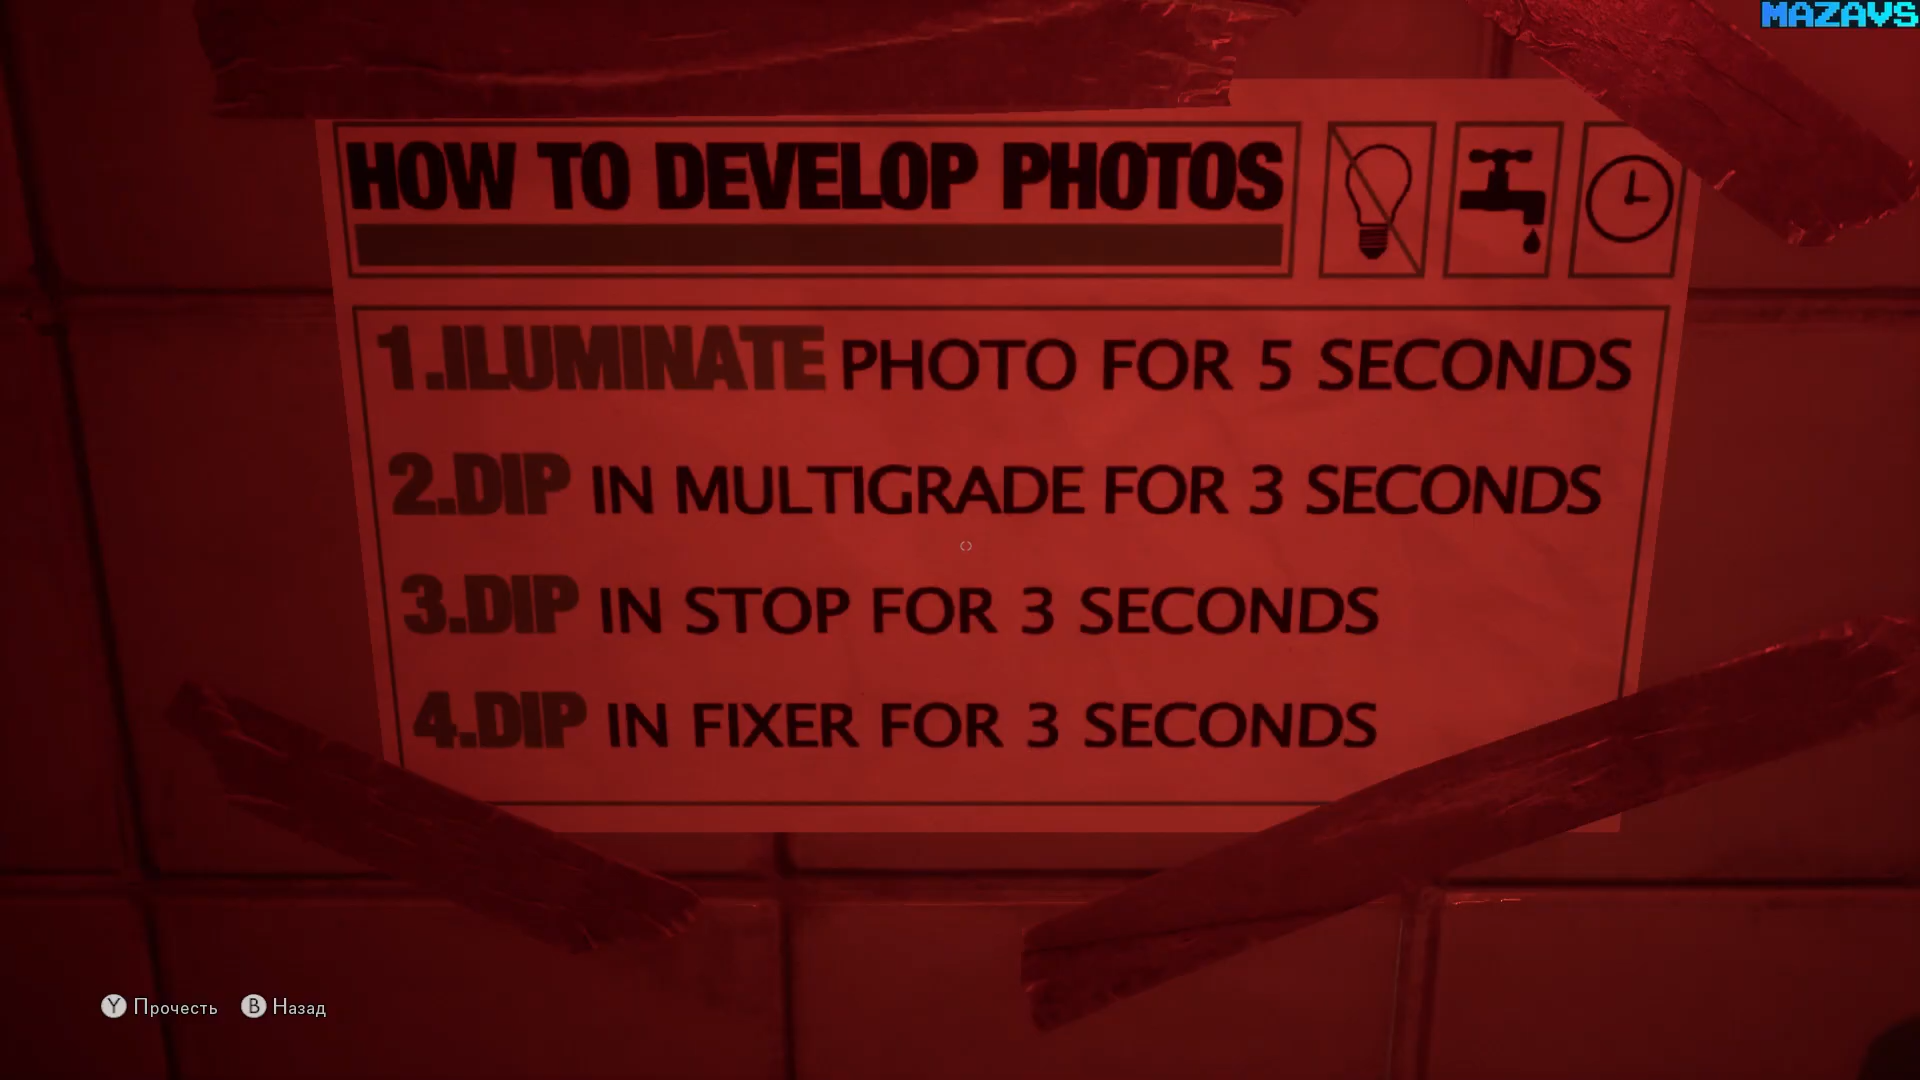 MAZAVS
HOW TO DEVELOP PHOTOS
1.ILUMINATE PHOTO FOR 5 SECONDS
2.DIP IN MULTIGRADE FOR 3 SECONDS
3.DIP IN STOP FOR 3 SECONDS
4.DIP IN FIXER FOR 3 SECONDS
Y Прочесть B Назад